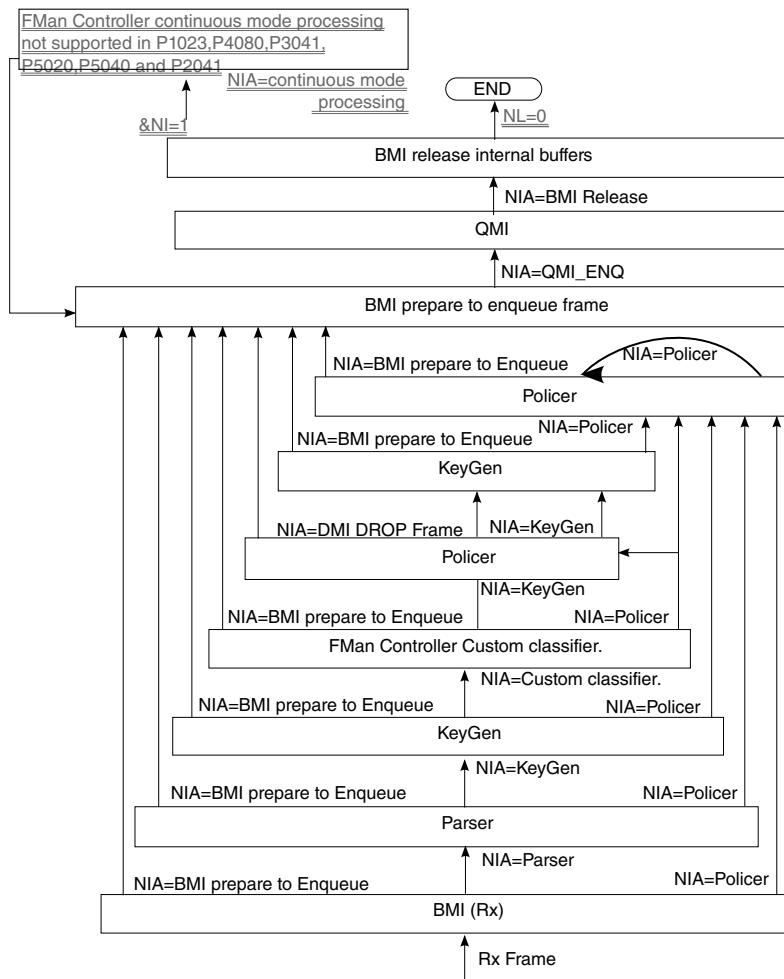 FMan Controller continuous mode processing
not supported in P1023,P4080,P3041,
P5020,P5040 and P2041
NIA=continuous mode
processing
END
&NI=1
NL=0
BMI release internal buffers
NIA=BMI Release
QMI
NIA=QMI_ENQ
BMI prepare to enqueue frame
NIA=BMI prepare to Enqueue
NIA=Policer
Policer
NIA=BMI prepare to Enqueue
NIA=Policer
KeyGen
NIA=DMI DROP Frame
NIA=KeyGen
Policer
NIA=KeyGen
NIA=BMI prepare to Enqueue
NIA=Policer
FMan Controller Custom classifier.
NIA=Custom classifier.
NIA=BMI prepare to Enqueue
NIA=Policer
KeyGen
NIA=KeyGen
NIA=BMI prepare to Enqueue
NIA=Policer
Parser
NIA=Parser
NIA=BMI prepare to Enqueue
NIA=Policer
BMI (Rx)
Rx Frame